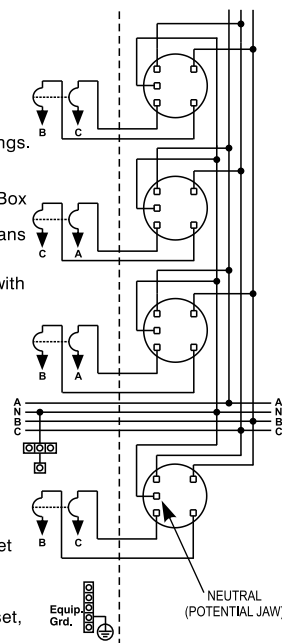 B C
ngs.
Box
ans
C A
with
B A
A A
N N
B B
C C
B C
et
NEUTRAL
(POTENTIAL JAW)
Equip.
Grd.
set,